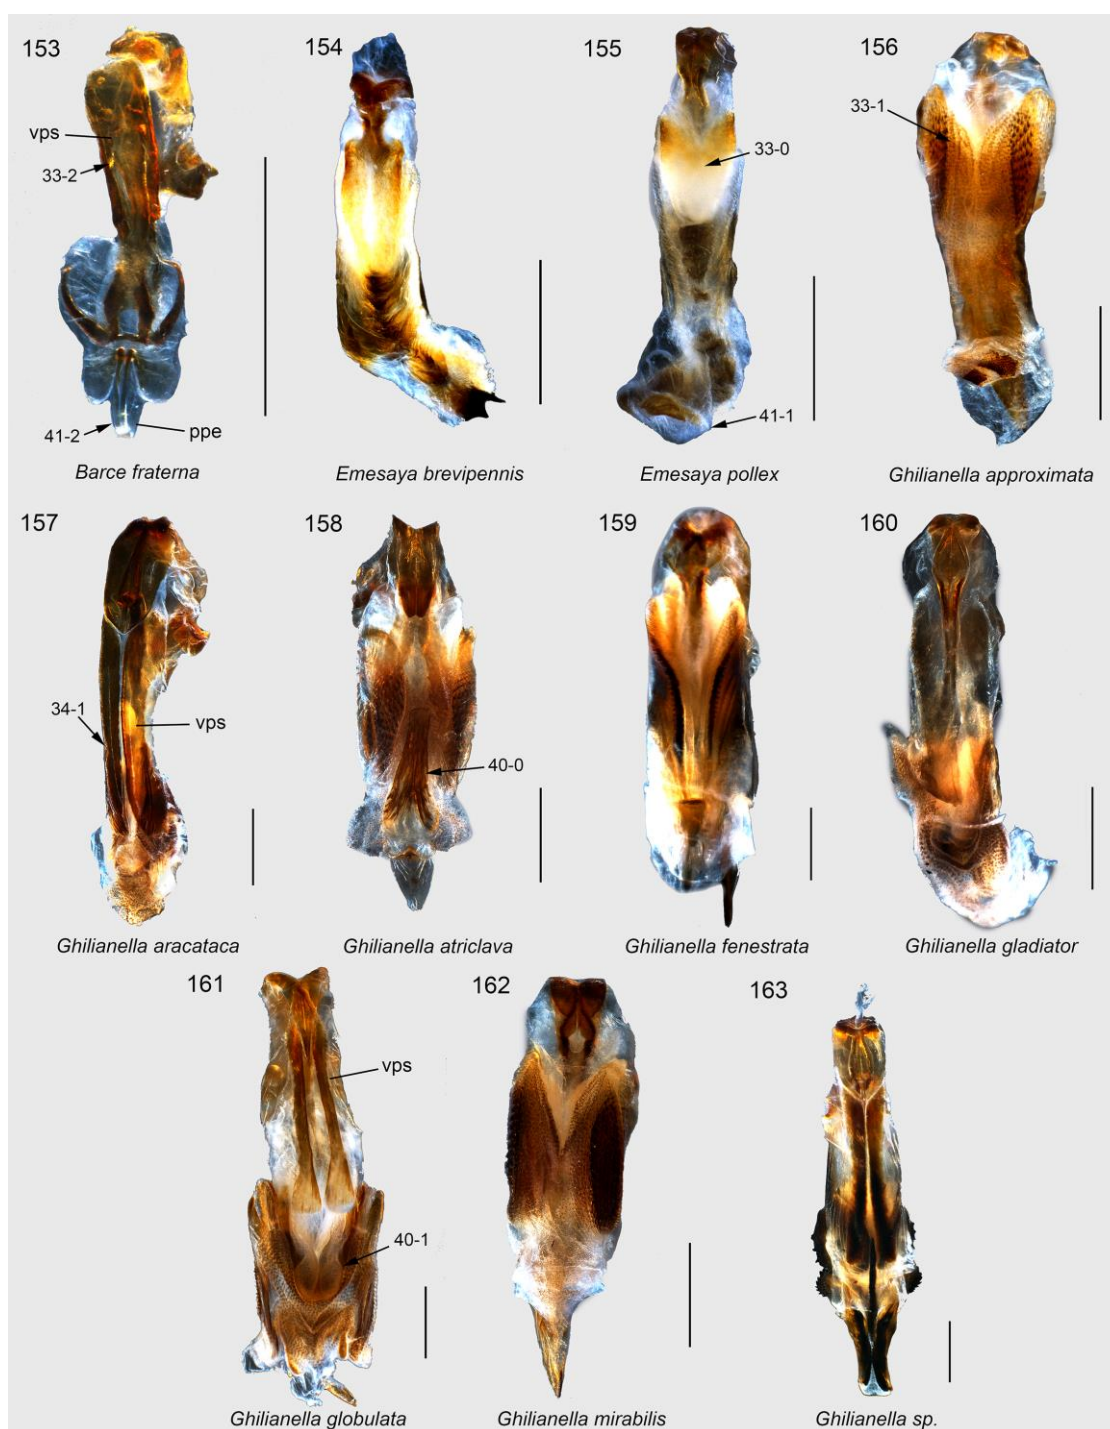 153
154
155
156
vps
33-2
33-0
33-1
41-2
ppe
41-1
Barce fraterna
Emesaya brevipennis
Emesaya pollex
Ghilianella approximata
157
158
159
160
34-1
vps
40-0
Ghilianella aracataca
Ghilianella atriclava
Ghilianella fenestrata
Ghilianella gladiator
161
162
163
vps
40-1
Ghilianella globulata
Ghilianella mirabilis
Ghilianella sp.